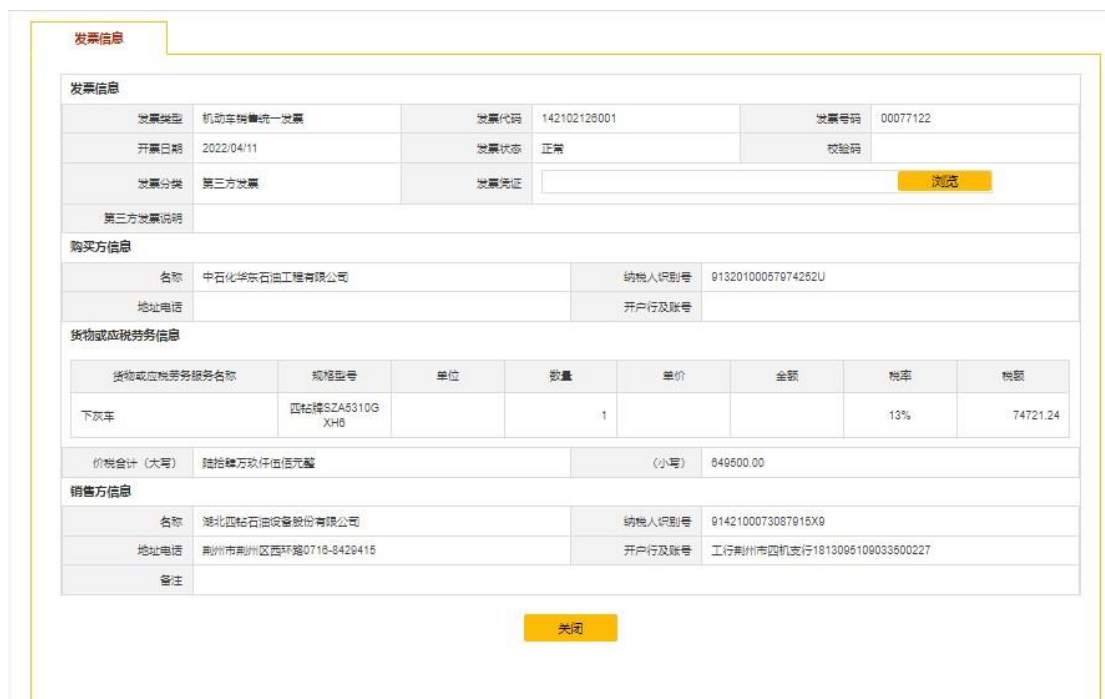 发票信息
发票信息
发票类型 机动车销售统一发票 发票代码 142102126001 发票号码 00077122
开票日期 2022/04/11 发票状态 正常 校验码
发票分类 第三方发票 发票凭证 浏览
第三方发票说明
购买方信息
名称 中石化华东石油工程有限公司 纳税人识别号 91320100057974252U
地址电话 开户行及账号
货物或应税劳务信息
货物或应税劳务服务名称 规格型号 单位 数量 单价 金额 税率 税额
下灰车 四钻牌SZA5310G 1 13% 74721.24
XH6
价税合计（大写） 陆拾肆万玖仟伍佰元整 （小写） 649500.00
销售方信息
名称 湖北四钻石油设备股份有限公司 纳税人识别号 9142100073087915X9
地址电话 荆州市荆州区西环路0716-8429415 开户行及账号 工行荆州市四机支行1813095109033500227
备注
关闭